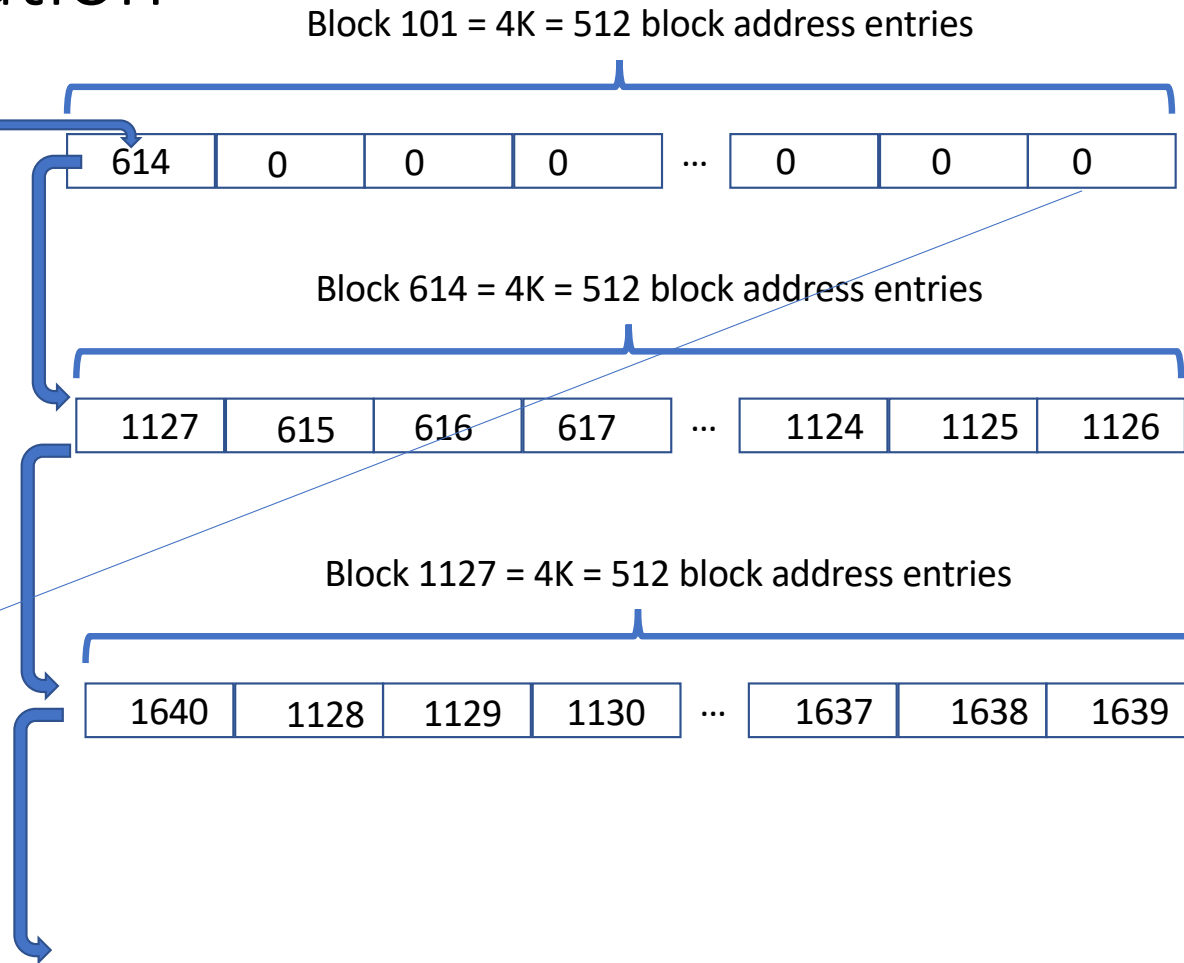 Block 101 = 4K = 512 block address entries
614 0 0 0 ... 0 0 0
Block 614 = 4K = 512 block address entries
1127 615 616 617 ... 1124 1125 1126
Block 1127 = 4K = 512 block address entries
1640 1128 1129 1130 ... 1637 1638 1639